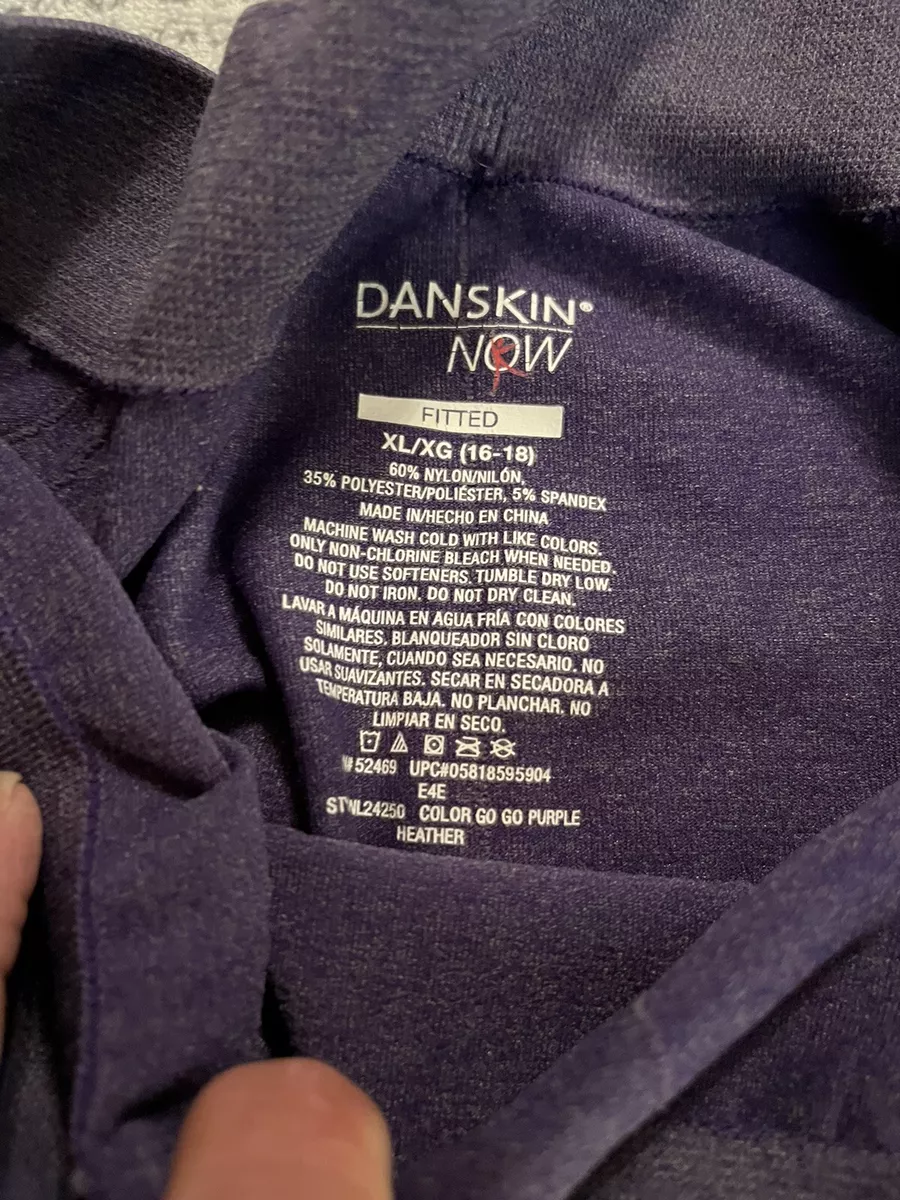 DANSKIN®
NOW
FITTED
XL/XG (16-18)
60% NYLON/NILÓN,
35% POLYESTER/POLIÉSTER, 5% SPANDEX
MADE IN/HECHO EN CHINA
MACHINE WASH COLD WITH LIKE COLORS.
ONLY NON-CHLORINE BLEACH WHEN NEEDED.
DO NOT USE SOFTENERS. TUMBLE DRY LOW.
DO NOT IRON. DO NOT DRY CLEAN.
LAVAR A MÁQUINA EN AGUA FRÍA CON COLORES
SIMILARES. BLANQUEADOR SIN CLORO
SOLAMENTE, CUANDO SEA NECESARIO. NO
USAR SUAVIZANTES. SECAR EN SECADORA A
TEMPERATURA BAJA. NO PLANCHAR. NO
LIMPIAR EN SECO.
52469 UPC#05818595904
E4E
COLOR GO GO PURPLE
HEATHER